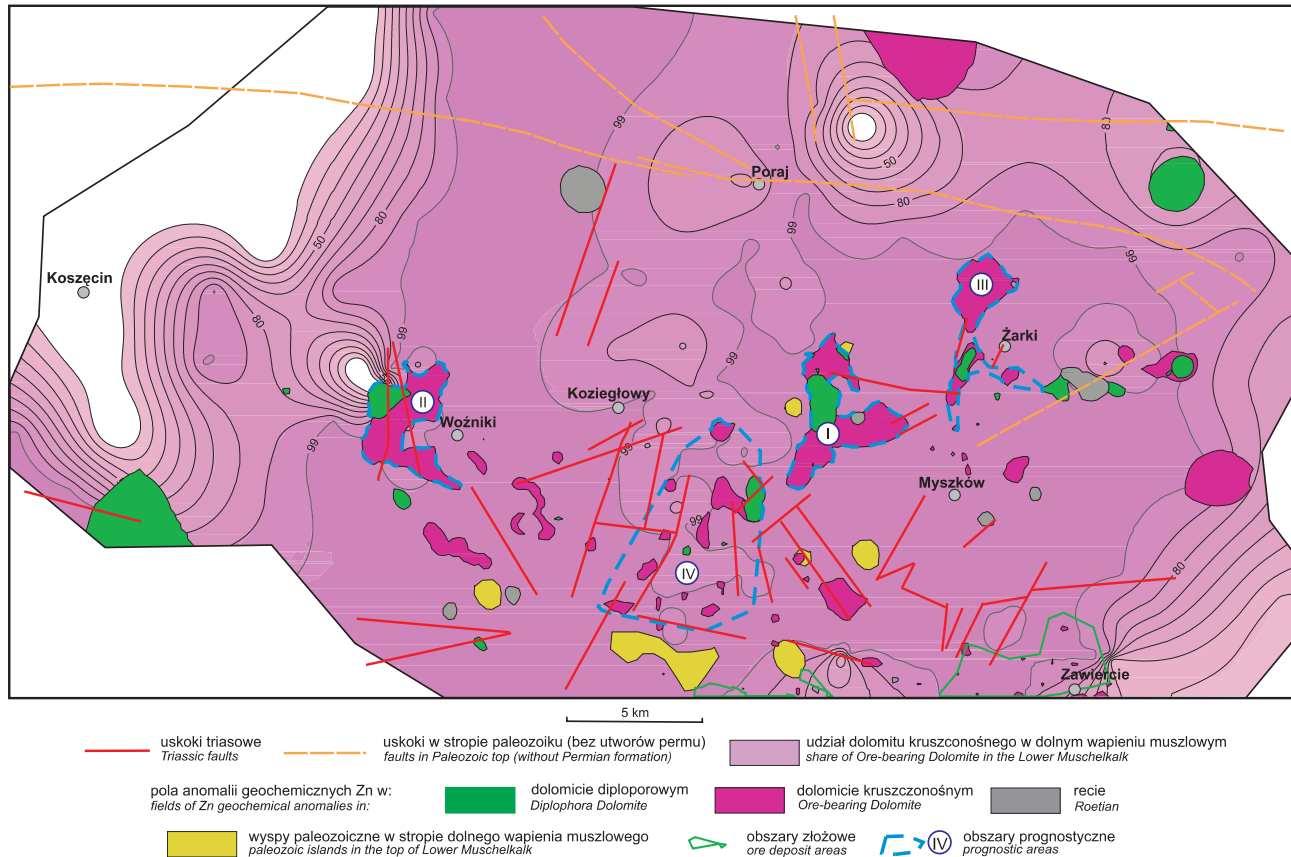 99
80
Poraj
50
80
99
80
50
99
Koszęcin
III
80
99
Żarki
II
Koziegłowy
Woźniki
I
99
99
Myszków
99
IV
80
Zawiercie
5 km
uskoki triasowe
Triassic faults
uskoki w stropie paleozoiku (bez utworów permu)
faults in Paleozoic top (without Permian formation)
udział dolomitu kruszconośnego w dolnym wapieniu muszlowym
share of Ore-bearing Dolomite in the Lower Muschelkalk
pola anomalii geochemicznych Zn w:
fields of Zn geochemical anomalies in:
dolomicie diploporowym
Diplophora Dolomite
dolomicie kruszconośnym
Ore-bearing Dolomite
recie
Roetian
wyspy paleozoiczne w stropie dolnego wapienia muszlowego
paleozoic islands in the top of Lower Muschelkalk
obszary złożowe
ore deposit areas
IV
obszary prognostyczne
prognostic areas